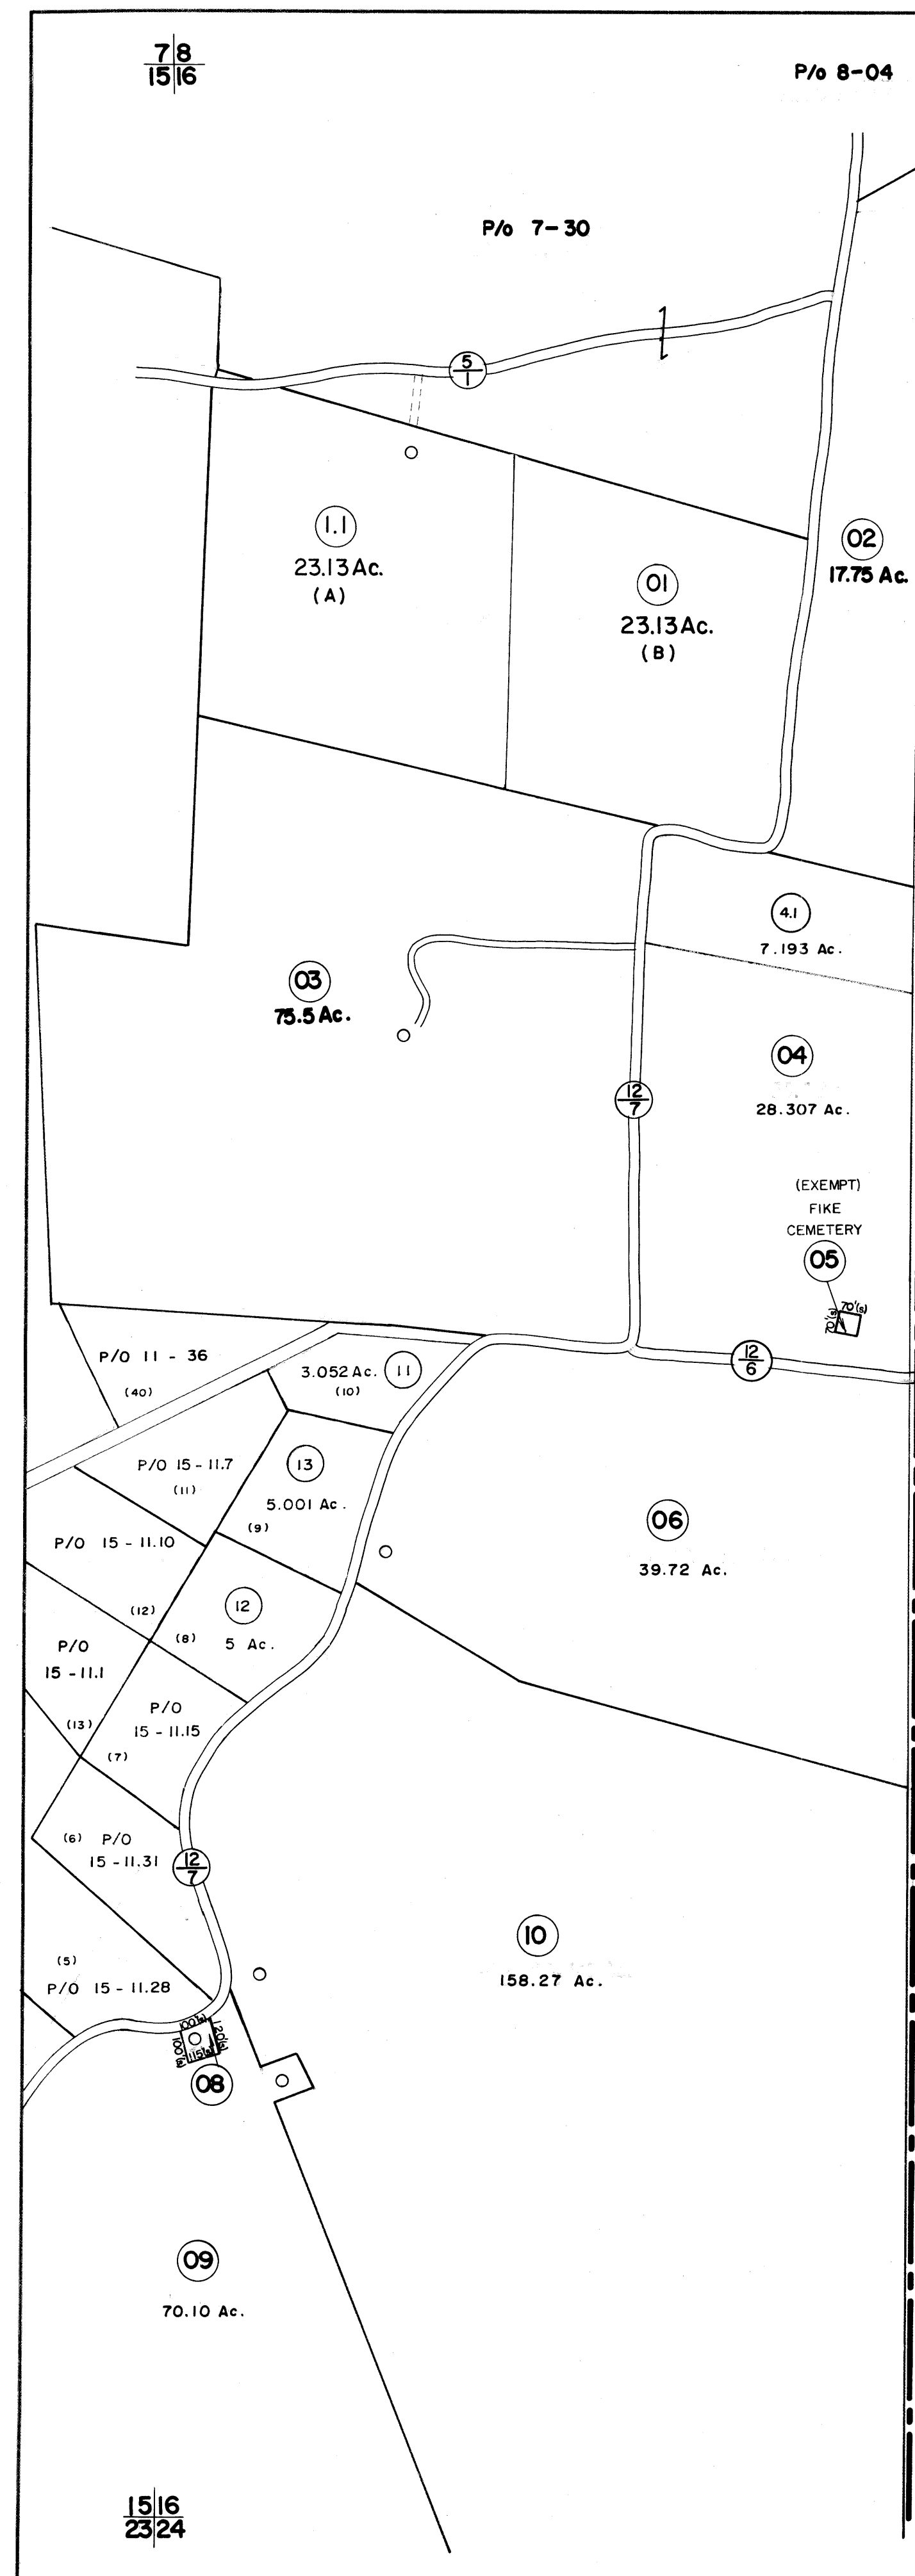 7|8
15|16
P/o 8-04
P/o 7-30
5
1
1.1
23.13 Ac.
(A)
01
23.13 Ac.
(B)
02
17.75 Ac.
4.1
7.193 Ac.
03
75.5 Ac.
04
28.307 Ac.
12
7
(EXEMPT)
FIKE
CEMETERY
05
70'(s)
70'(s)
12
6
P/O 11 - 36
(40)
3.052 Ac.
11
(10)
P/O 15 - 11.7
(11)
13
5.001 Ac.
(9)
06
39.72 Ac.
P/O 15 - 11.10
(12)
12
(8)
5 Ac.
P/O
15 - 11.1
(13)
P/O
15 - 11.15
(7)
(6) P/O
15 - 11.31
12
7
10
158.27 Ac.
(5)
P/O 15 - 11.28
100'(s)
120'(s)
100'(s)
115'(s)
08
09
70.10 Ac.
15|16
23|24